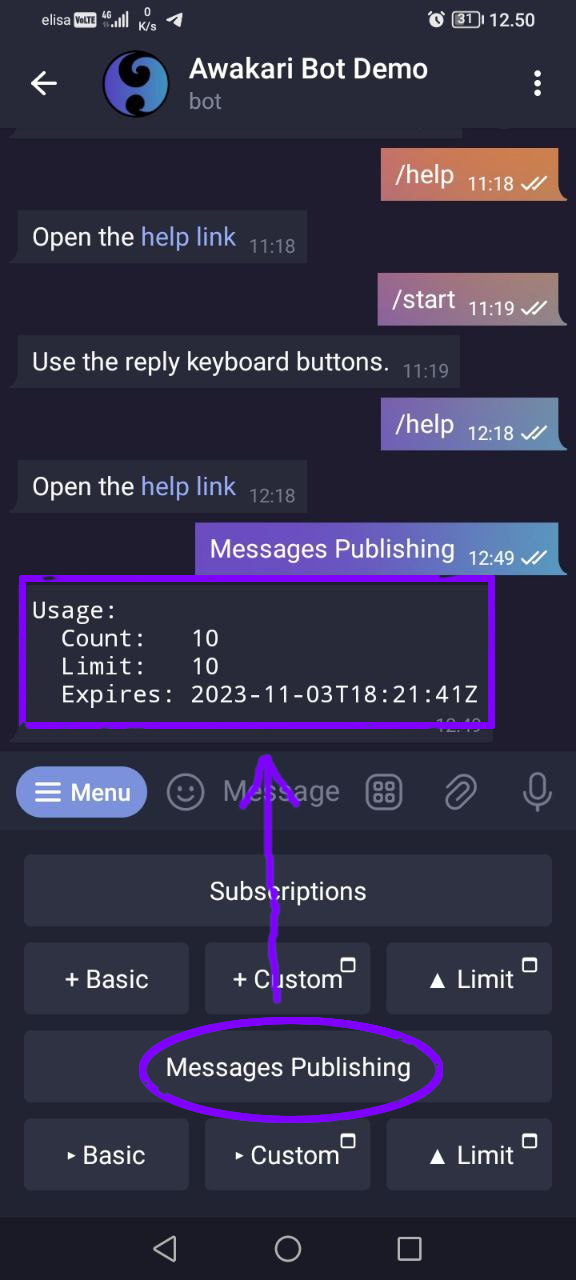 elisa VoLTE 4G 0 K/s 31 12.50
Awakari Bot Demo
bot
/help 11:18
Open the help link 11:18
/start 11:19
Use the reply keyboard buttons. 11:19
/help 12:18
Open the help link 12:18
Messages Publishing 12:49
Usage:
Count: 10
Limit: 10
Expires: 2023-11-03T18:21:41Z
12:49
Menu Message
Subscriptions
+ Basic + Custom ▲ Limit
Messages Publishing
▸ Basic ▸ Custom ▲ Limit